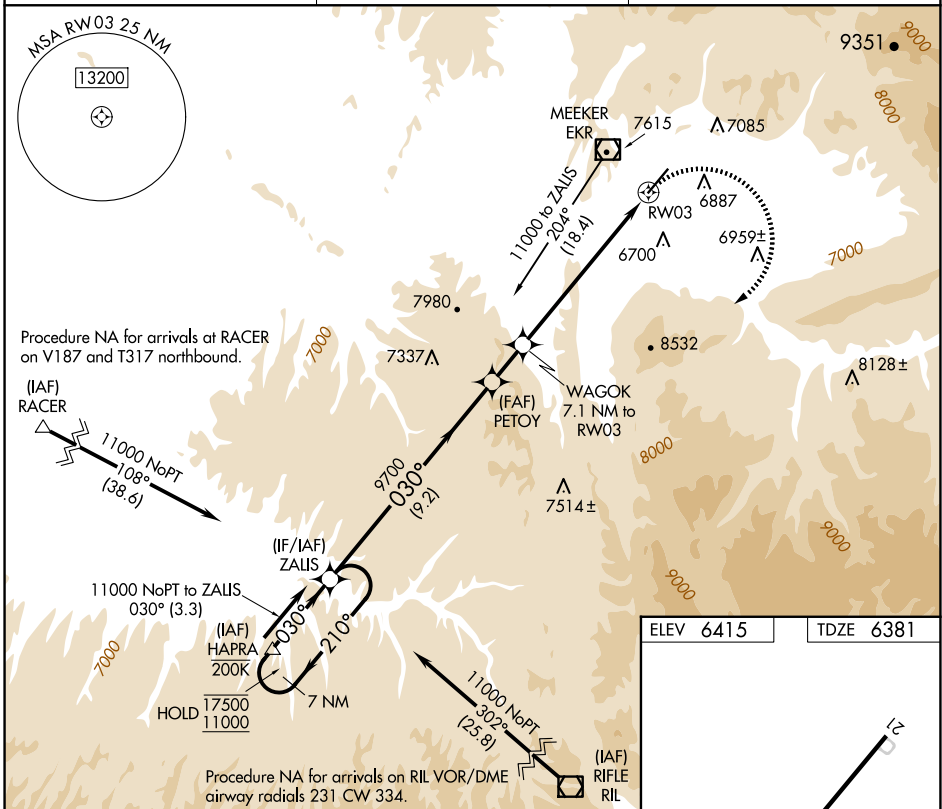 MSA RW03 25 NM
13200
9351
9000
8000
MEEKER
EKR
7615
7085
11000 to ZALIS
204°
(18.4)
RW03
6887
6700
6959±
7000
7980
8532
7337
Procedure NA for arrivals at RACER
on V187 and T317 northbound.
7000
(IAF)
RACER
11000 NoPT
108°
(38.6)
(FAF)
PETOY
WAGOK
7.1 NM to
RW03
8128±
8000
9700
030°
(9.2)
7514±
9000
9000
(IF/IAF)
ZALIS
11000 NoPT to ZALIS
030° (3.3)
(IAF)
HAPRA
200K
030°
210°
7000
HOLD
17500
11000
7 NM
11000 NoPT
302°
(25.8)
(IAF)
RIFLE
RIL
Procedure NA for arrivals on RIL VOR/DME
airway radials 231 CW 334.
ELEV 6415
TDZE 6381
21